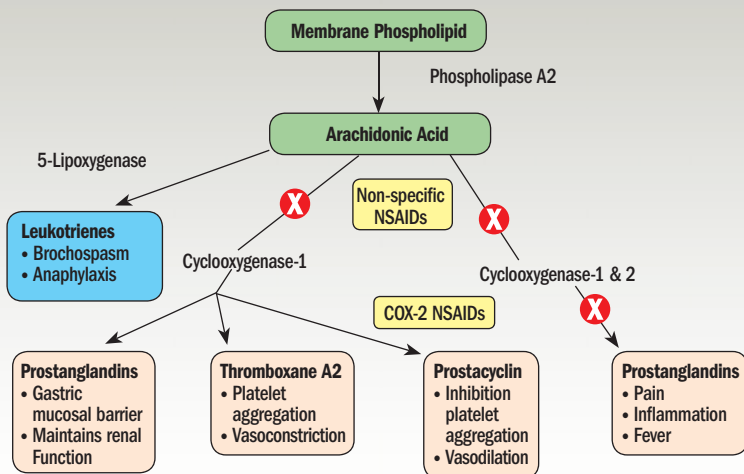 Membrane Phospholipid
Phospholipase A2
Arachidonic Acid
5-Lipoxygenase
X
Non-specific
NSAIDs
X
Leukotrienes
• Brochospasm
• Anaphylaxis
Cyclooxygenase-1
Cyclooxygenase-1 & 2
COX-2 NSAIDs
X
Prostanglandins
• Gastric
mucosal barrier
• Maintains renal
Function
Thromboxane A2
• Platelet
aggregation
• Vasoconstriction
Prostacyclin
• Inhibition
platelet
aggregation
• Vasodilation
Prostanglandins
• Pain
• Inflammation
• Fever